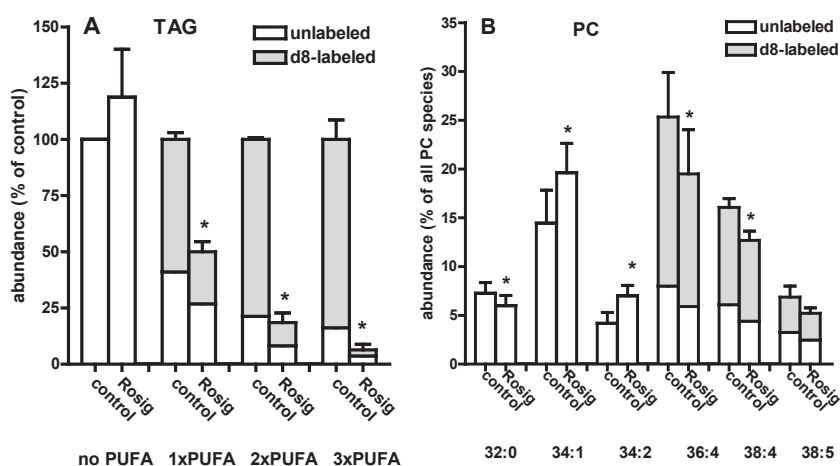 A
TAG
unlabeled
d8-labeled
abundance (% of control)
150
125
100
75
50
25
0
*
*
*
control
Rosig
control
Rosig
control
Rosig
control
Rosig
no PUFA
1xPUFA
2xPUFA
3xPUFA
B
PC
unlabeled
d8-labeled
abundance (% of all PC species)
35
30
25
20
15
10
5
0
*
*
*
*
*
control
Rosig
control
Rosig
control
Rosig
control
Rosig
control
Rosig
control
Rosig
32:0
34:1
34:2
36:4
38:4
38:5